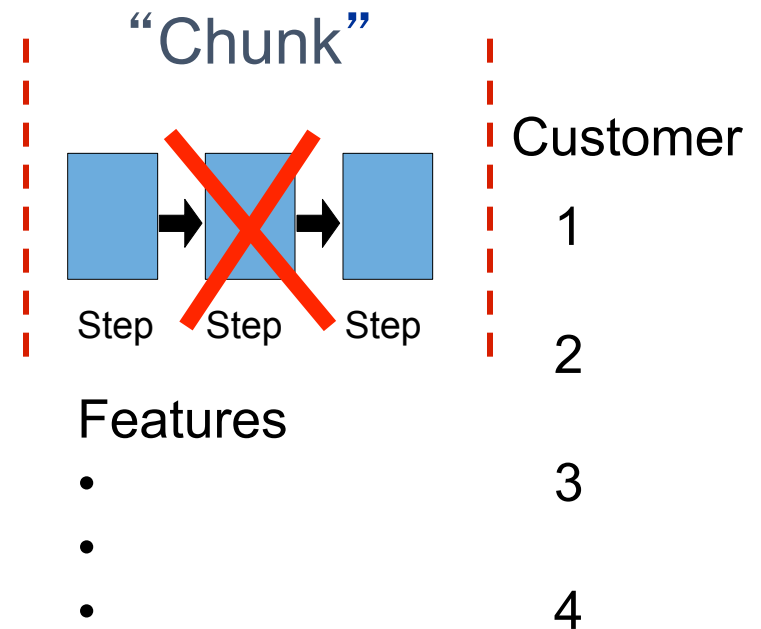 “Chunk”
Customer
1
Step Step Step
2
Features
•
3
•
•
4